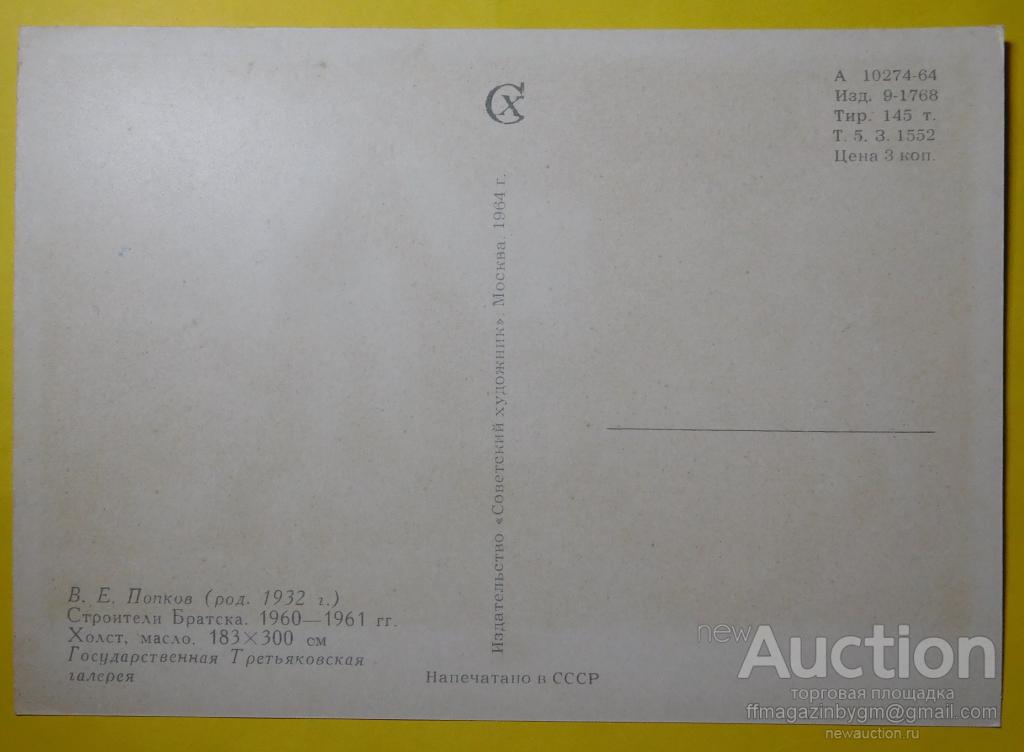 СХ
А 10274-64
Изд. 9-1768
Тир. 145 т.
Т. 5. З. 1552
Цена 3 коп.
Издательство «Советский художник». Москва. 1964 г.
В. Е. Попков (род. 1932 г.)
Строители Братска. 1960—1961 гг.
Холст, масло. 183×300 см
Государственная Третьяковская
галерея
Напечатано в СССР
newAuction
торговая площадка
ffmagazinbygm@gmail.com
newauction.ru